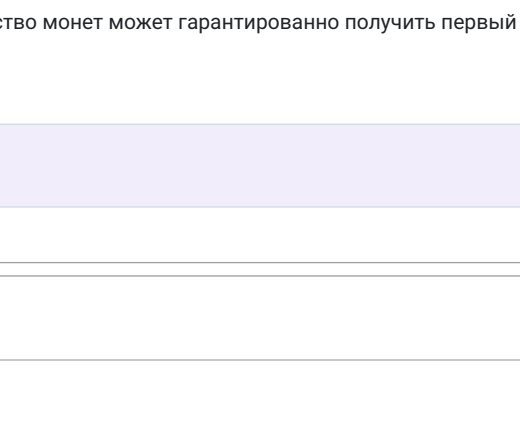 ство монет может гарантированно получить первый